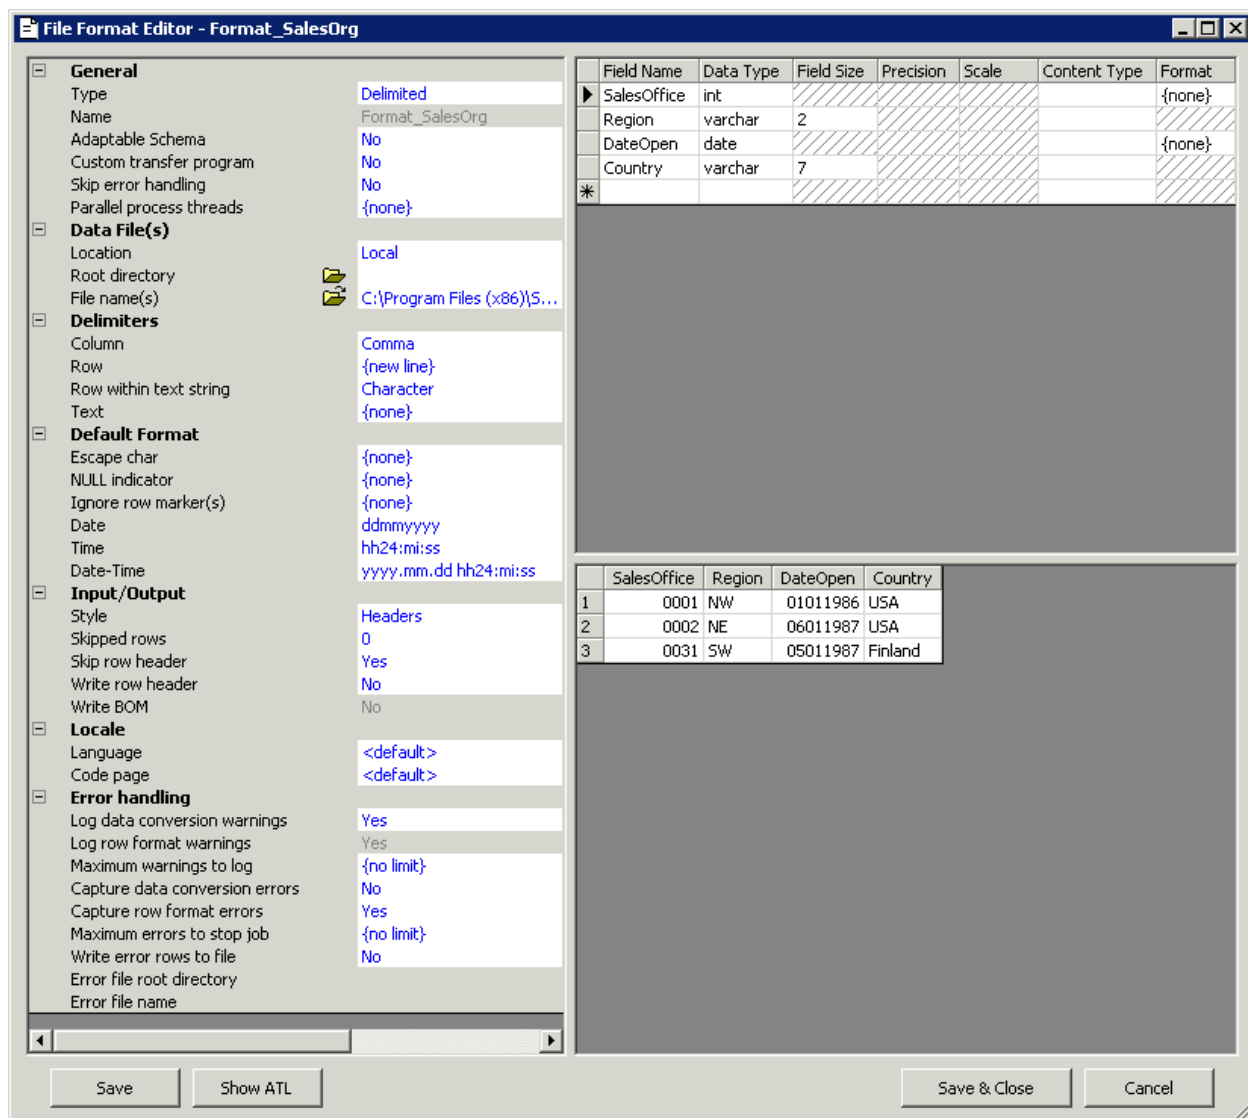 File Format Editor - Format_SalesOrg
General
Type Delimited
Name Format_SalesOrg
Adaptable Schema No
Custom transfer program No
Skip error handling No
Parallel process threads {none}
Data File(s)
Location Local
Root directory
File name(s) C:\Program Files (x86)\S...
Delimiters
Column Comma
Row {new line}
Row within text string Character
Text {none}
Default Format
Escape char {none}
NULL indicator {none}
Ignore row marker(s) {none}
Date ddmmyyyy
Time hh24:mi:ss
Date-Time yyyy.mm.dd hh24:mi:ss
Input/Output
Style Headers
Skipped rows 0
Skip row header Yes
Write row header No
Write BOM No
Locale
Language <default>
Code page <default>
Error handling
Log data conversion warnings Yes
Log row format warnings Yes
Maximum warnings to log {no limit}
Capture data conversion errors No
Capture row format errors Yes
Maximum errors to stop job {no limit}
Write error rows to file No
Error file root directory
Error file name
Field Name Data Type Field Size Precision Scale Content Type Format
SalesOffice int {none}
Region varchar 2
DateOpen date {none}
Country varchar 7
SalesOffice Region DateOpen Country
1 0001 NW 01011986 USA
2 0002 NE 06011987 USA
3 0031 SW 05011987 Finland
Save Show ATL Save & Close Cancel